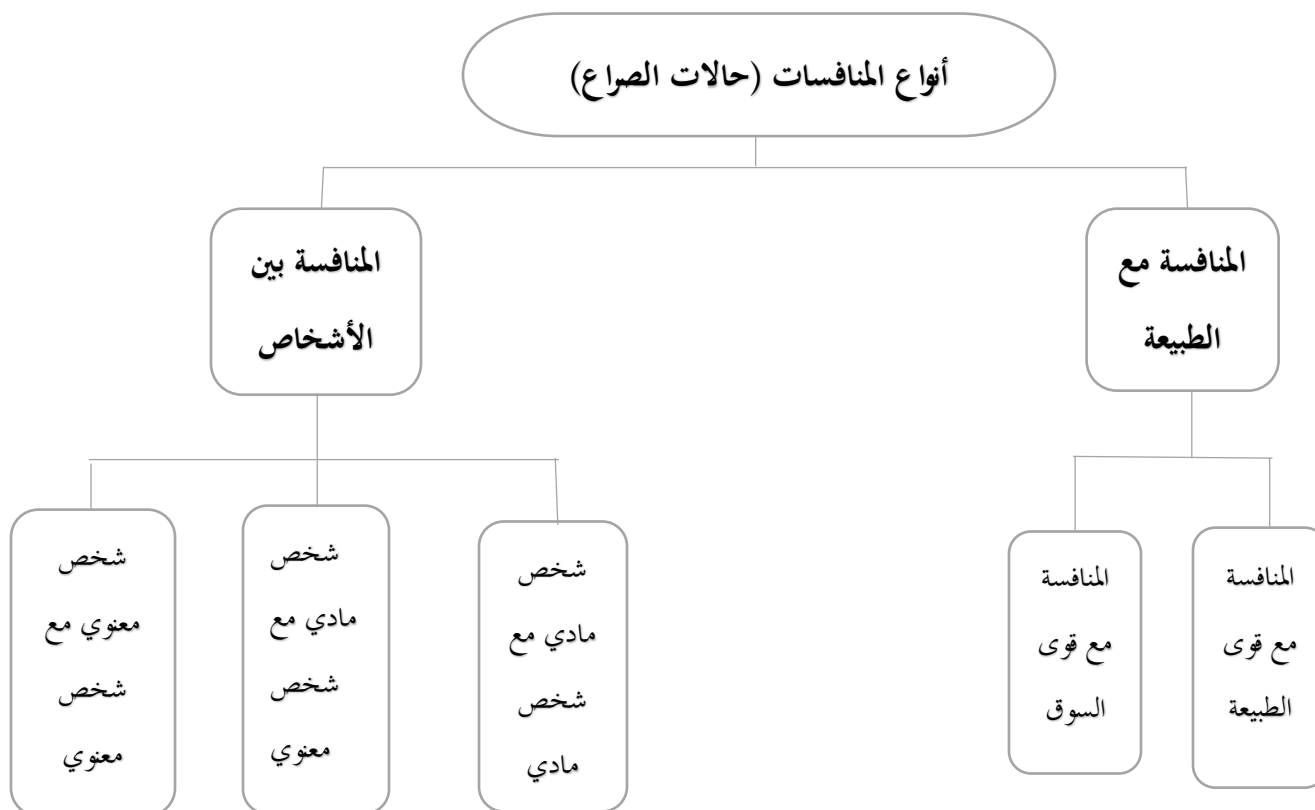 أنواع المنافسات (حالات الصراع)
المنافسة مع
الطبيعة
المنافسة بين
الأشخاص
المنافسة
مع قوى
الطبيعة
المنافسة
مع قوى
السوق
شخص
مادي مع
شخص
مادي
شخص
مادي مع
شخص
معنوي
شخص
معنوي مع
شخص
معنوي